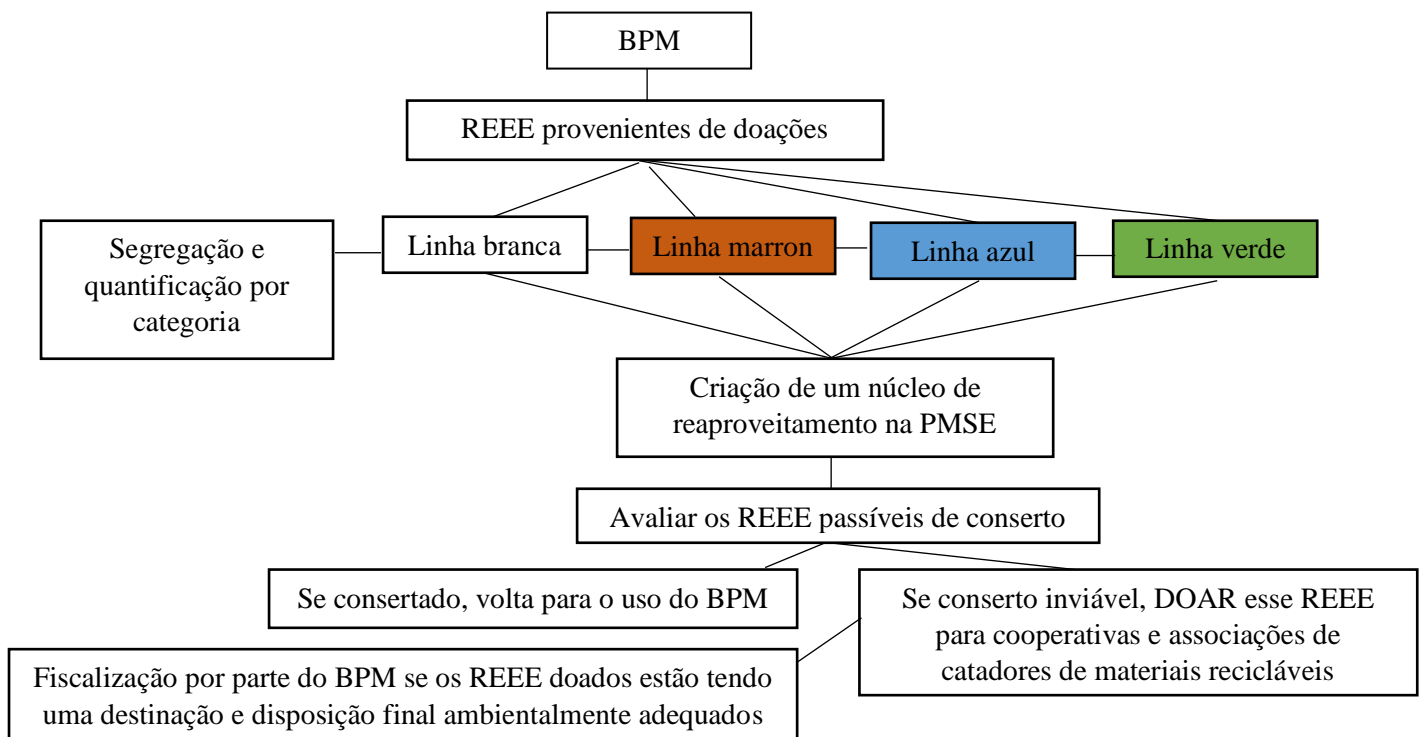 BPM
REEE provenientes de doações
Segregação e
quantificação por
categoria
Linha branca
Linha marron
Linha azul
Linha verde
Criação de um núcleo de
reaproveitamento na PMSE
Avaliar os REEE passíveis de conserto
Se consertado, volta para o uso do BPM
Se conserto inviável, DOAR esse REEE
para cooperativas e associações de
catadores de materiais recicláveis
Fiscalização por parte do BPM se os REEE doados estão tendo
uma destinação e disposição final ambientalmente adequados